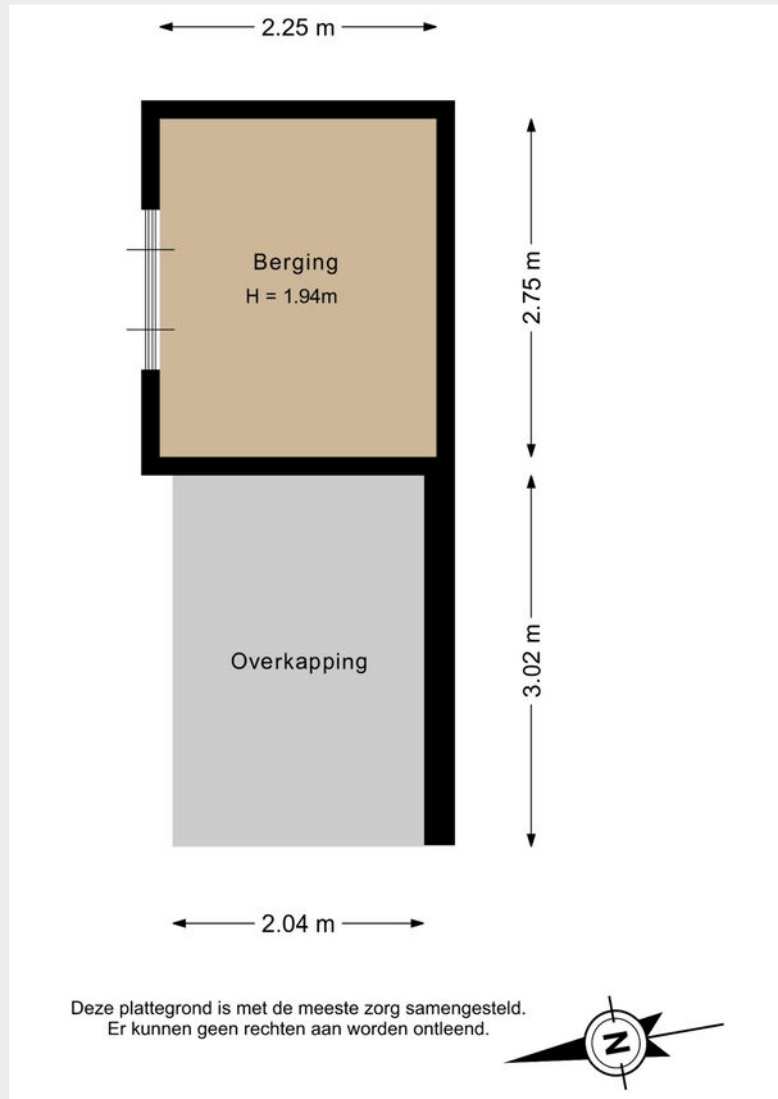 2.25 m
Berging
H = 1.94m
2.75 m
Overkapping
3.02 m
2.04 m
Deze plattegrond is met de meeste zorg samengesteld.
Er kunnen geen rechten aan worden ontleend.
N